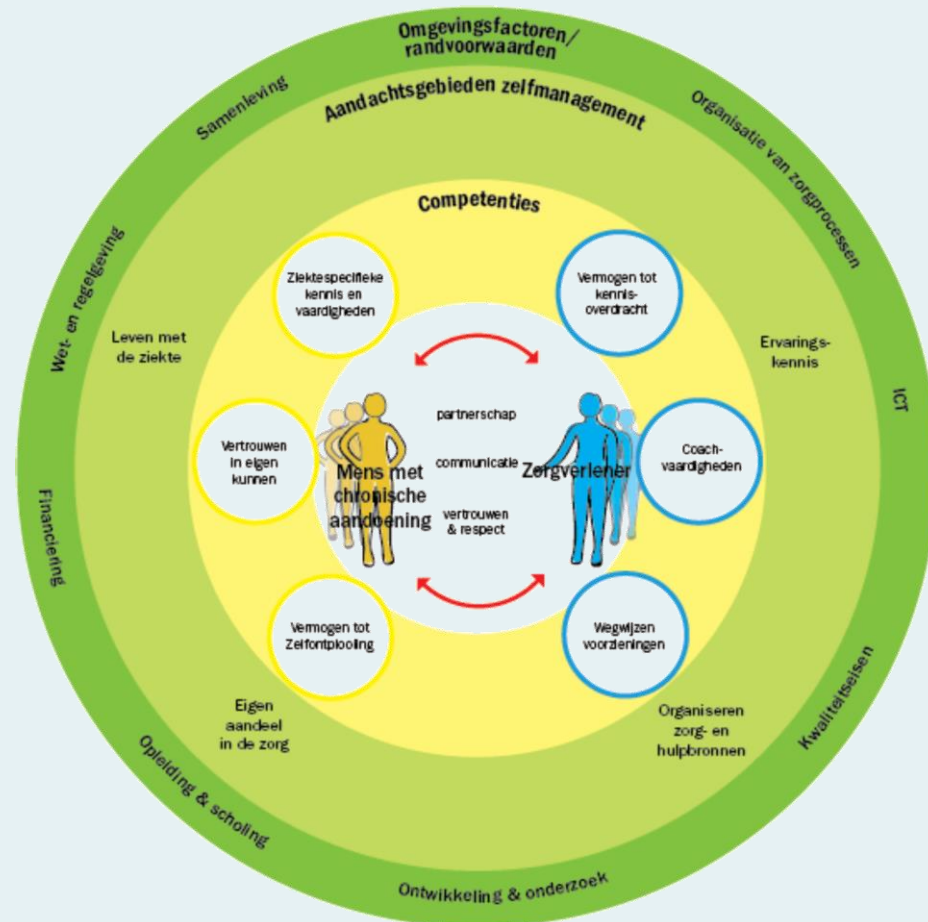 Omgevingsfactoren/
randvoorwaarden
Aandachtsgebieden zelfmanagement
Competenties
Samenleving
Organisatie van zorgprocessen
Wet- en regelgeving
ICT
Financiering
Kwaliteitseisen
Opleiding & scholing
Ontwikkeling & onderzoek
Leven met
de ziekte
Ervarings-
kennis
Eigen
aandeel
in de zorg
Organiseren
zorg- en
hulpbronnen
Ziektespecifieke
kennis en
vaardigheden
Vermogen tot
kennis-
overdracht
Vertrouwen
in eigen
kunnen
Coach-
vaardigheden
Vermogen tot
Zelfontplooling
Wegwijzen
voorzieningen
partnerschap
communicatie
vertrouwen
& respect
Mens met
chronische
aandoening
Zorgverlener